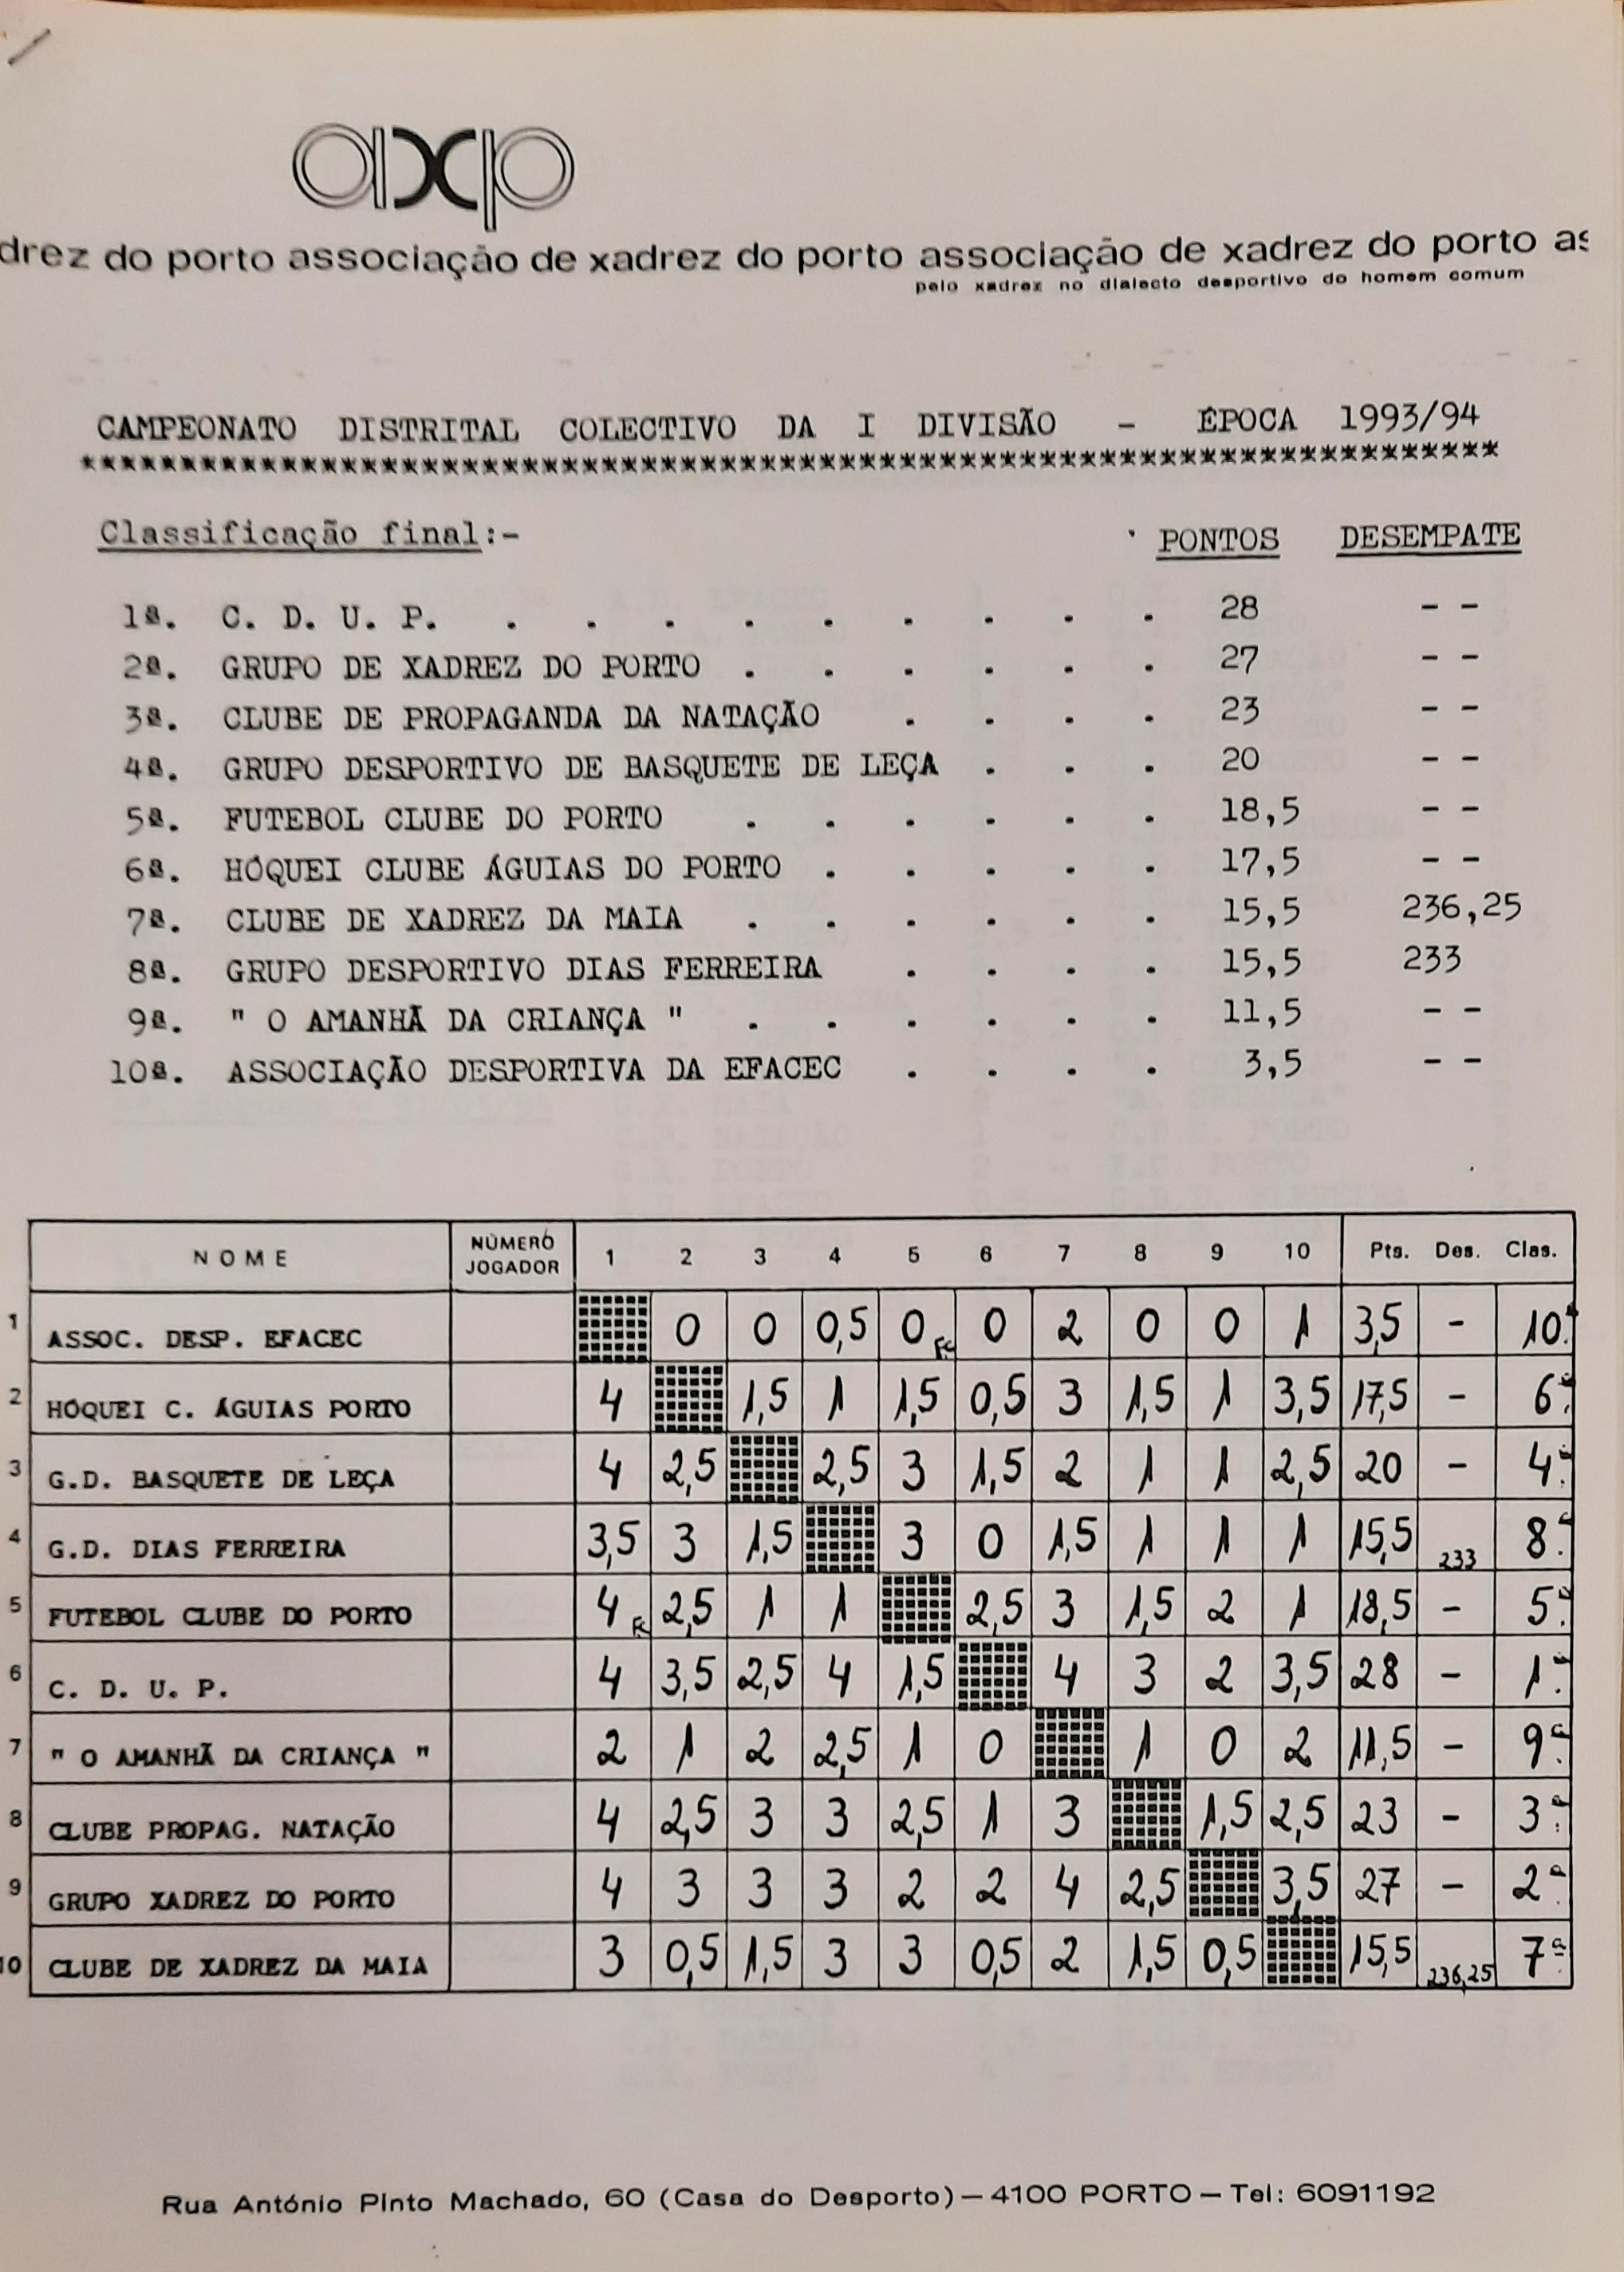 axp
drez do porto associação de xadrez do porto associação de xadrez do porto as
pelo xadrez no dialecto desportivo do homem comum
CAMPEONATO DISTRITAL COLECTIVO DA I DIVISÃO - ÉPOCA 1993/94
***********************************************************************
Classificação final:- PONTOS DESEMPATE
1ª. C. D. U. P. . . . . . . . . . 28 - -
2ª. GRUPO DE XADREZ DO PORTO . . . . . . 27 - -
3ª. CLUBE DE PROPAGANDA DA NATAÇÃO . . . . 23 - -
4ª. GRUPO DESPORTIVO DE BASQUETE DE LEÇA . . . 20 - -
5ª. FUTEBOL CLUBE DO PORTO . . . . . . 18,5 - -
6ª. HÓQUEI CLUBE ÁGUIAS DO PORTO . . . . . 17,5 - -
7ª. CLUBE DE XADREZ DA MAIA . . . . . . 15,5 236,25
8ª. GRUPO DESPORTIVO DIAS FERREIRA . . . . 15,5 233
9ª. " O AMANHÃ DA CRIANÇA " . . . . . . 11,5 - -
10ª. ASSOCIAÇÃO DESPORTIVA DA EFACEC . . . . 3,5 - -
NOME NÚMERO JOGADOR 1 2 3 4 5 6 7 8 9 10 Pts. Des. Clas.
1 ASSOC. DESP. EFACEC 0 0 0,5 0 FC 0 2 0 0 1 3,5 - 10.ª
2 HÓQUEI C. ÁGUIAS PORTO 4 1,5 1 1,5 0,5 3 1,5 1 3,5 17,5 - 6.ª
3 G.D. BASQUETE DE LEÇA 4 2,5 2,5 3 1,5 2 1 1 2,5 20 - 4.ª
4 G.D. DIAS FERREIRA 3,5 3 1,5 3 0 1,5 1 1 1 15,5 233 8.ª
5 FUTEBOL CLUBE DO PORTO 4 FC 2,5 1 1 2,5 3 1,5 2 1 18,5 - 5.ª
6 C. D. U. P. 4 3,5 2,5 4 1,5 4 3 2 3,5 28 - 1.ª
7 " O AMANHÃ DA CRIANÇA " 2 1 2 2,5 1 0 1 0 2 11,5 - 9.ª
8 CLUBE PROPAG. NATAÇÃO 4 2,5 3 3 2,5 1 3 1,5 2,5 23 - 3.ª
9 GRUPO XADREZ DO PORTO 4 3 3 3 2 2 4 2,5 3,5 27 - 2.ª
10 CLUBE DE XADREZ DA MAIA 3 0,5 1,5 3 3 0,5 2 1,5 0,5 15,5 236,25 7.ª
Rua António Pinto Machado, 60 (Casa do Desporto) – 4100 PORTO – Tel: 6091192